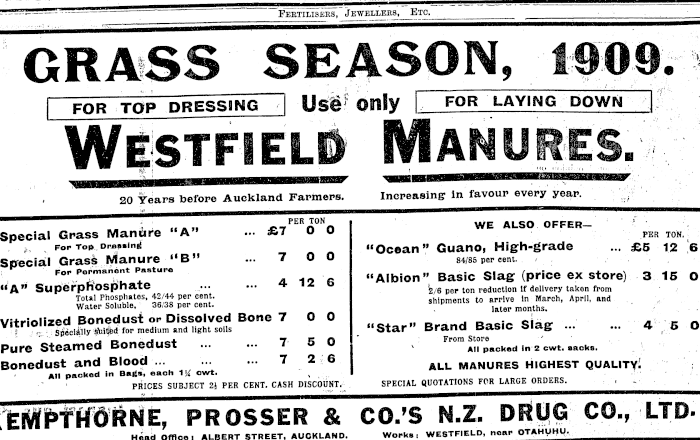 FERTILISERS, JEWELLERS, ETC.
GRASS SEASON, 1909.
FOR TOP DRESSING Use only FOR LAYING DOWN
WESTFIELD MANURES.
20 Years before Auckland Farmers. Increasing in favour every year.
PER TON
Special Grass Manure "A" ... £7 0 0
For Top Dressing
Special Grass Manure "B" 7 0 0
For Permanent Pasture
"A" Superphosphate ... ... 4 12 6
Total Phosphates, 42/44 per cent.
Water Soluble, 36/38 per cent.
Vitriolized Bonedust or Dissolved Bone 7 0 0
Specially suited for medium and light soils
Pure Steamed Bonedust ... ... 7 5 0
Bonedust and Blood ... ... ... 7 2 6
All packed in Bags, each 1½ cwt.
PRICES SUBJECT 2½ PER CENT. CASH DISCOUNT.
WE ALSO OFFER—
PER TON.
"Ocean" Guano, High-grade ... £5 12 6
84/85 per cent.
"Albion" Basic Slag (price ex store) 3 15 0
2/6 per ton reduction if delivery taken from
shipments to arrive in March, April, and
later months.
"Star" Brand Basic Slag ... ... 4 5 0
From Store
All packed in 2 cwt. sacks.
ALL MANURES HIGHEST QUALITY.
SPECIAL QUOTATIONS FOR LARGE ORDERS.
KEMPTHORNE, PROSSER & CO.'S N.Z. DRUG CO., LTD.
Head Office: ALBERT STREET, AUCKLAND. Works: WESTFIELD, near OTAHUHU.